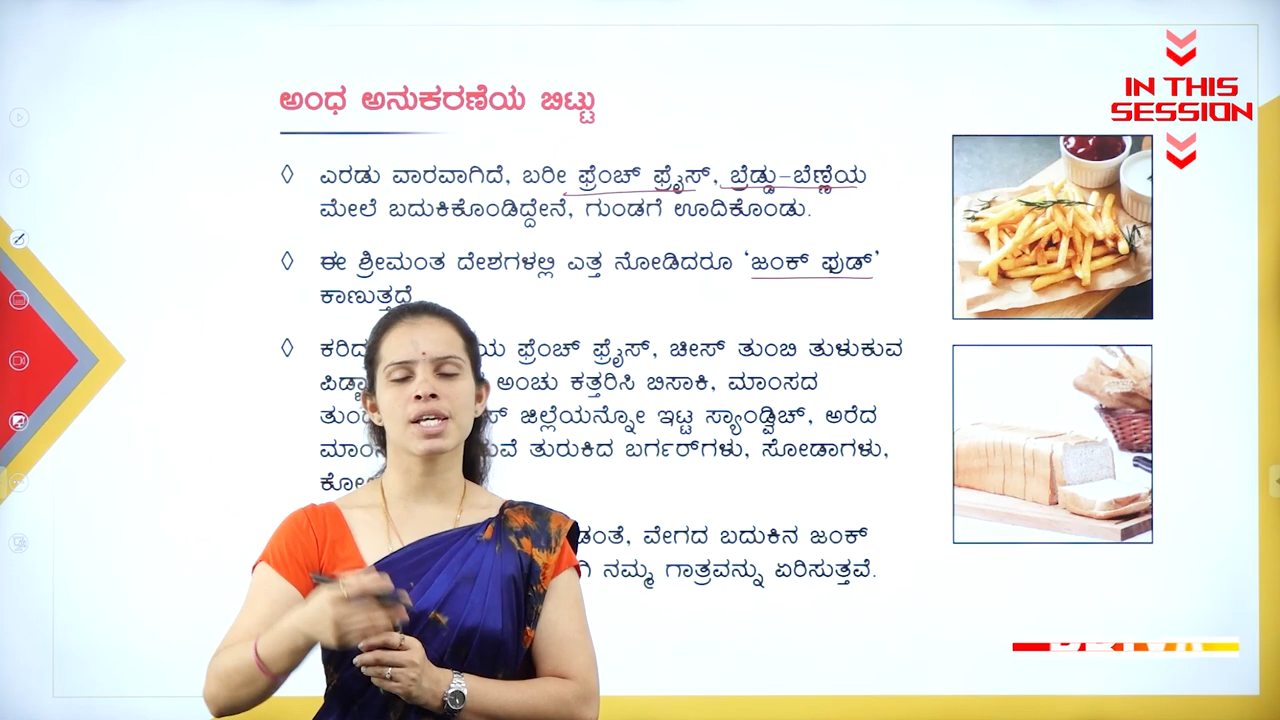 IN THIS
SESSION
ಅಂಧ ಅನುಕರಣೆಯ ಬಿಟ್ಟು
ಎರಡು ವಾರವಾಗಿದೆ, ಬರೀ ಫ್ರೆಂಚ್ ಫ್ರೈಸ್, ಬ್ರೆಡ್ಡು–ಬೆಣ್ಣೆಯ
ಮೇಲೆ ಬದುಕಿಕೊಂಡಿದ್ದೇನೆ, ಗುಂಡಗೆ ಊದಿಕೊಂಡು.
ಈ ಶ್ರೀಮಂತ ದೇಶಗಳಲ್ಲಿ ಎತ್ತ ನೋಡಿದರೂ ‘ಜಂಕ್ ಫುಡ್’
ಕಾಣುತ್ತದೆ
ಫ್ರೆಂಚ್ ಫ್ರೈಸ್, ಚೀಸ್ ತುಂಬಿ ತುಳುಕುವ
ಅಂಚು ಕತ್ತರಿಸಿ ಬಿಸಾಕಿ, ಮಾಂಸದ
ಜಿಲ್ಲೆಯನ್ನೋ ಇಟ್ಟ ಸ್ಯಾಂಡ್ವಿಚ್, ಅರೆದ
ತುರುಕಿದ ಬರ್ಗರ್‌ಗಳು, ಸೋಡಾಗಳು,
ವೇಗದ ಬದುಕಿನ ಜಂಕ್
ನಮ್ಮ ಗಾತ್ರವನ್ನು ಏರಿಸುತ್ತವೆ.